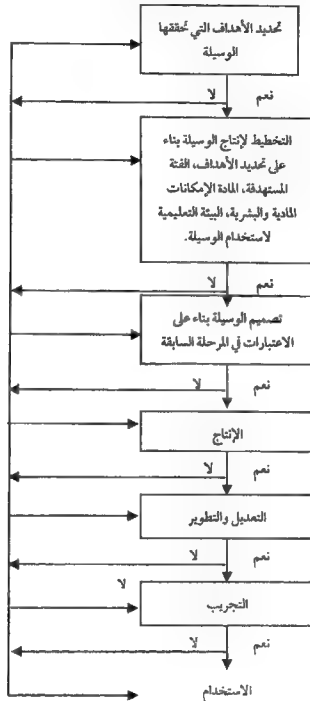 تحديد الأهداف التي تحققها
الوسيلة
نعم
لا
التخطيط لإنتاج الوسيلة بناء
على تحديد الأهداف، الفئة
المستهدفة، المادة الإمكانات
المادية والبشرية، البيئة التعليمية
لاستخدام الوسيلة.
نعم
لا
تصميم الوسيلة بناء على
الاعتبارات في المرحلة السابقة
نعم
لا
الإنتاج
نعم
لا
التعديل والتطوير
نعم
لا
لا
التجريب
نعم
الاستخدام